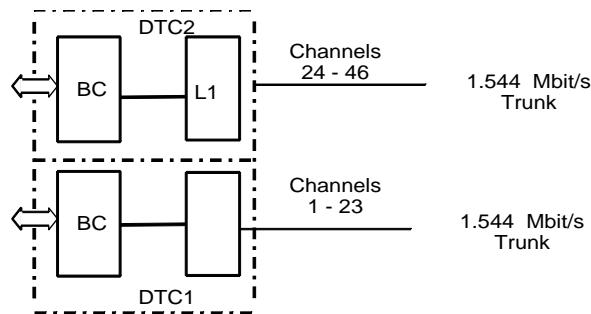 DTC2
Channels
24 - 46
1.544 Mbit/s
Trunk
BC
L1
Channels
1 - 23
1.544 Mbit/s
Trunk
BC
DTC1